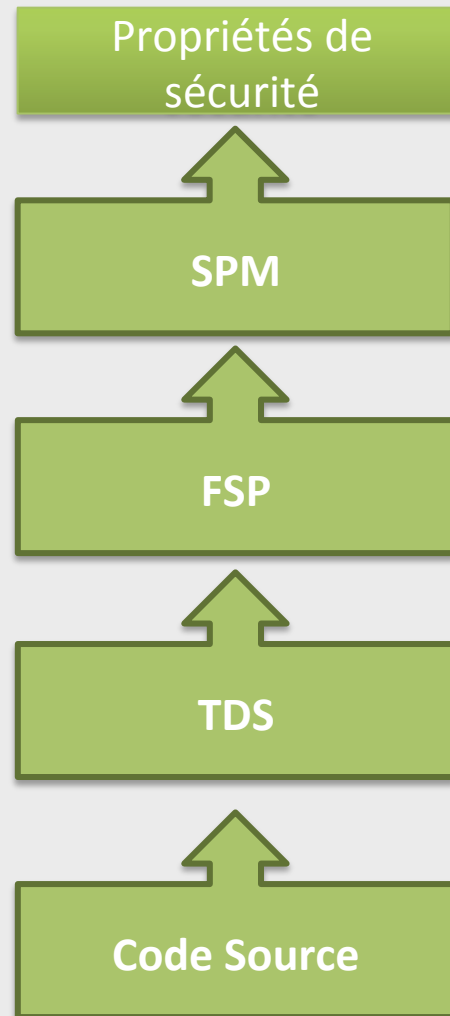 Propriétés de
sécurité
SPM
FSP
TDS
Code Source